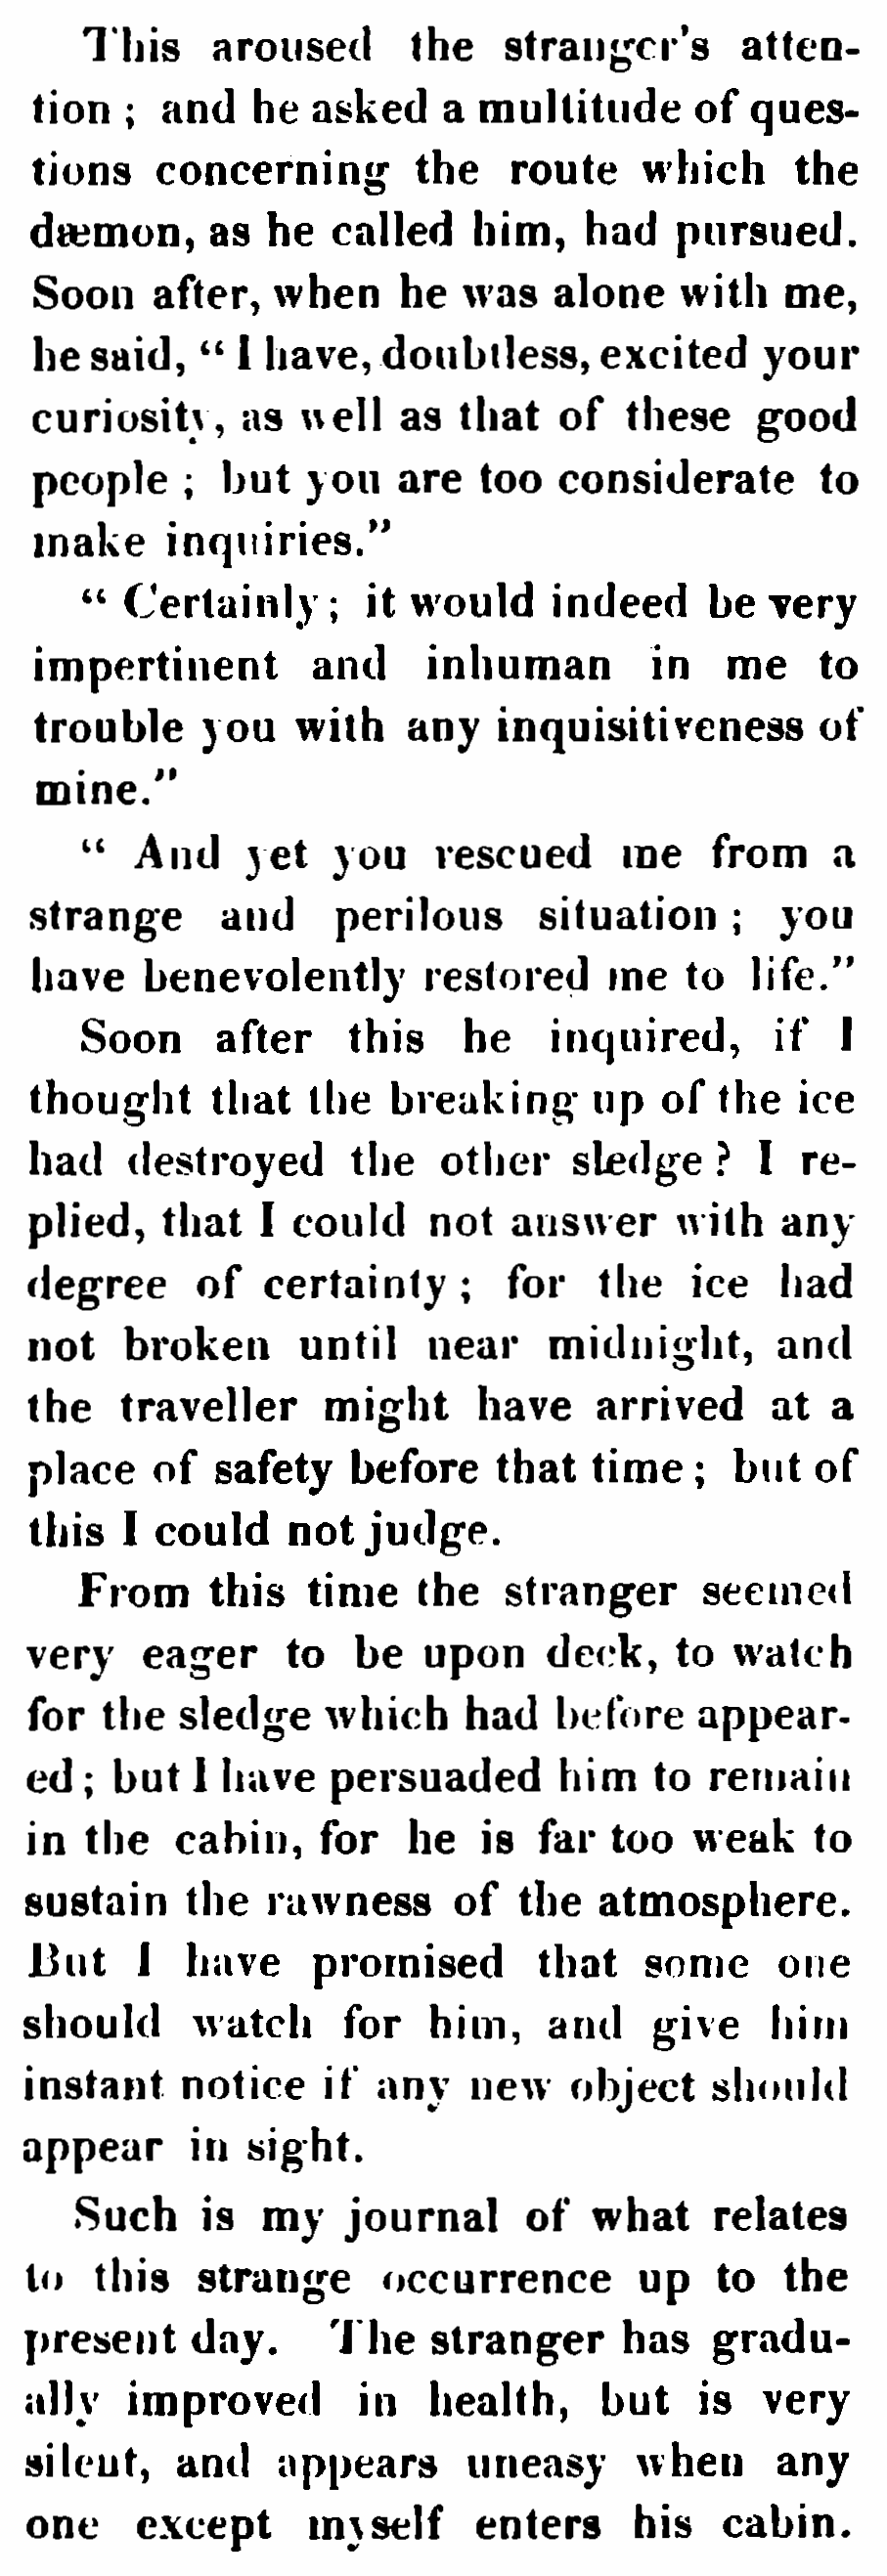 This aroused the stranger's atten-
tion ; and he asked a multitude of ques-
tions concerning the route which the
dæmon, as he called him, had pursued.
Soon after, when he was alone with me,
he said, “ I have, doubtless, excited your
curiosity, as well as that of these good
people ; but you are too considerate to
make inquiries.”
“ Certainly ; it would indeed be very
impertinent and inhuman in me to
trouble you with any inquisitiveness of
mine.”
“ And yet you rescued me from a
strange and perilous situation ; you
have benevolently restored me to life.”
Soon after this he inquired, if I
thought that the breaking up of the ice
had destroyed the other sledge ? I re-
plied, that I could not answer with any
degree of certainty ; for the ice had
not broken until near midnight, and
the traveller might have arrived at a
place of safety before that time ; but of
this I could not judge.
From this time the stranger seemed
very eager to be upon deck, to watch
for the sledge which had before appear-
ed ; but I have persuaded him to remain
in the cabin, for he is far too weak to
sustain the rawness of the atmosphere.
But I have promised that some one
should watch for him, and give him
instant notice if any new object should
appear in sight.
Such is my journal of what relates
to this strange occurrence up to the
present day. The stranger has gradu-
ally improved in health, but is very
silent, and appears uneasy when any
one except myself enters his cabin.